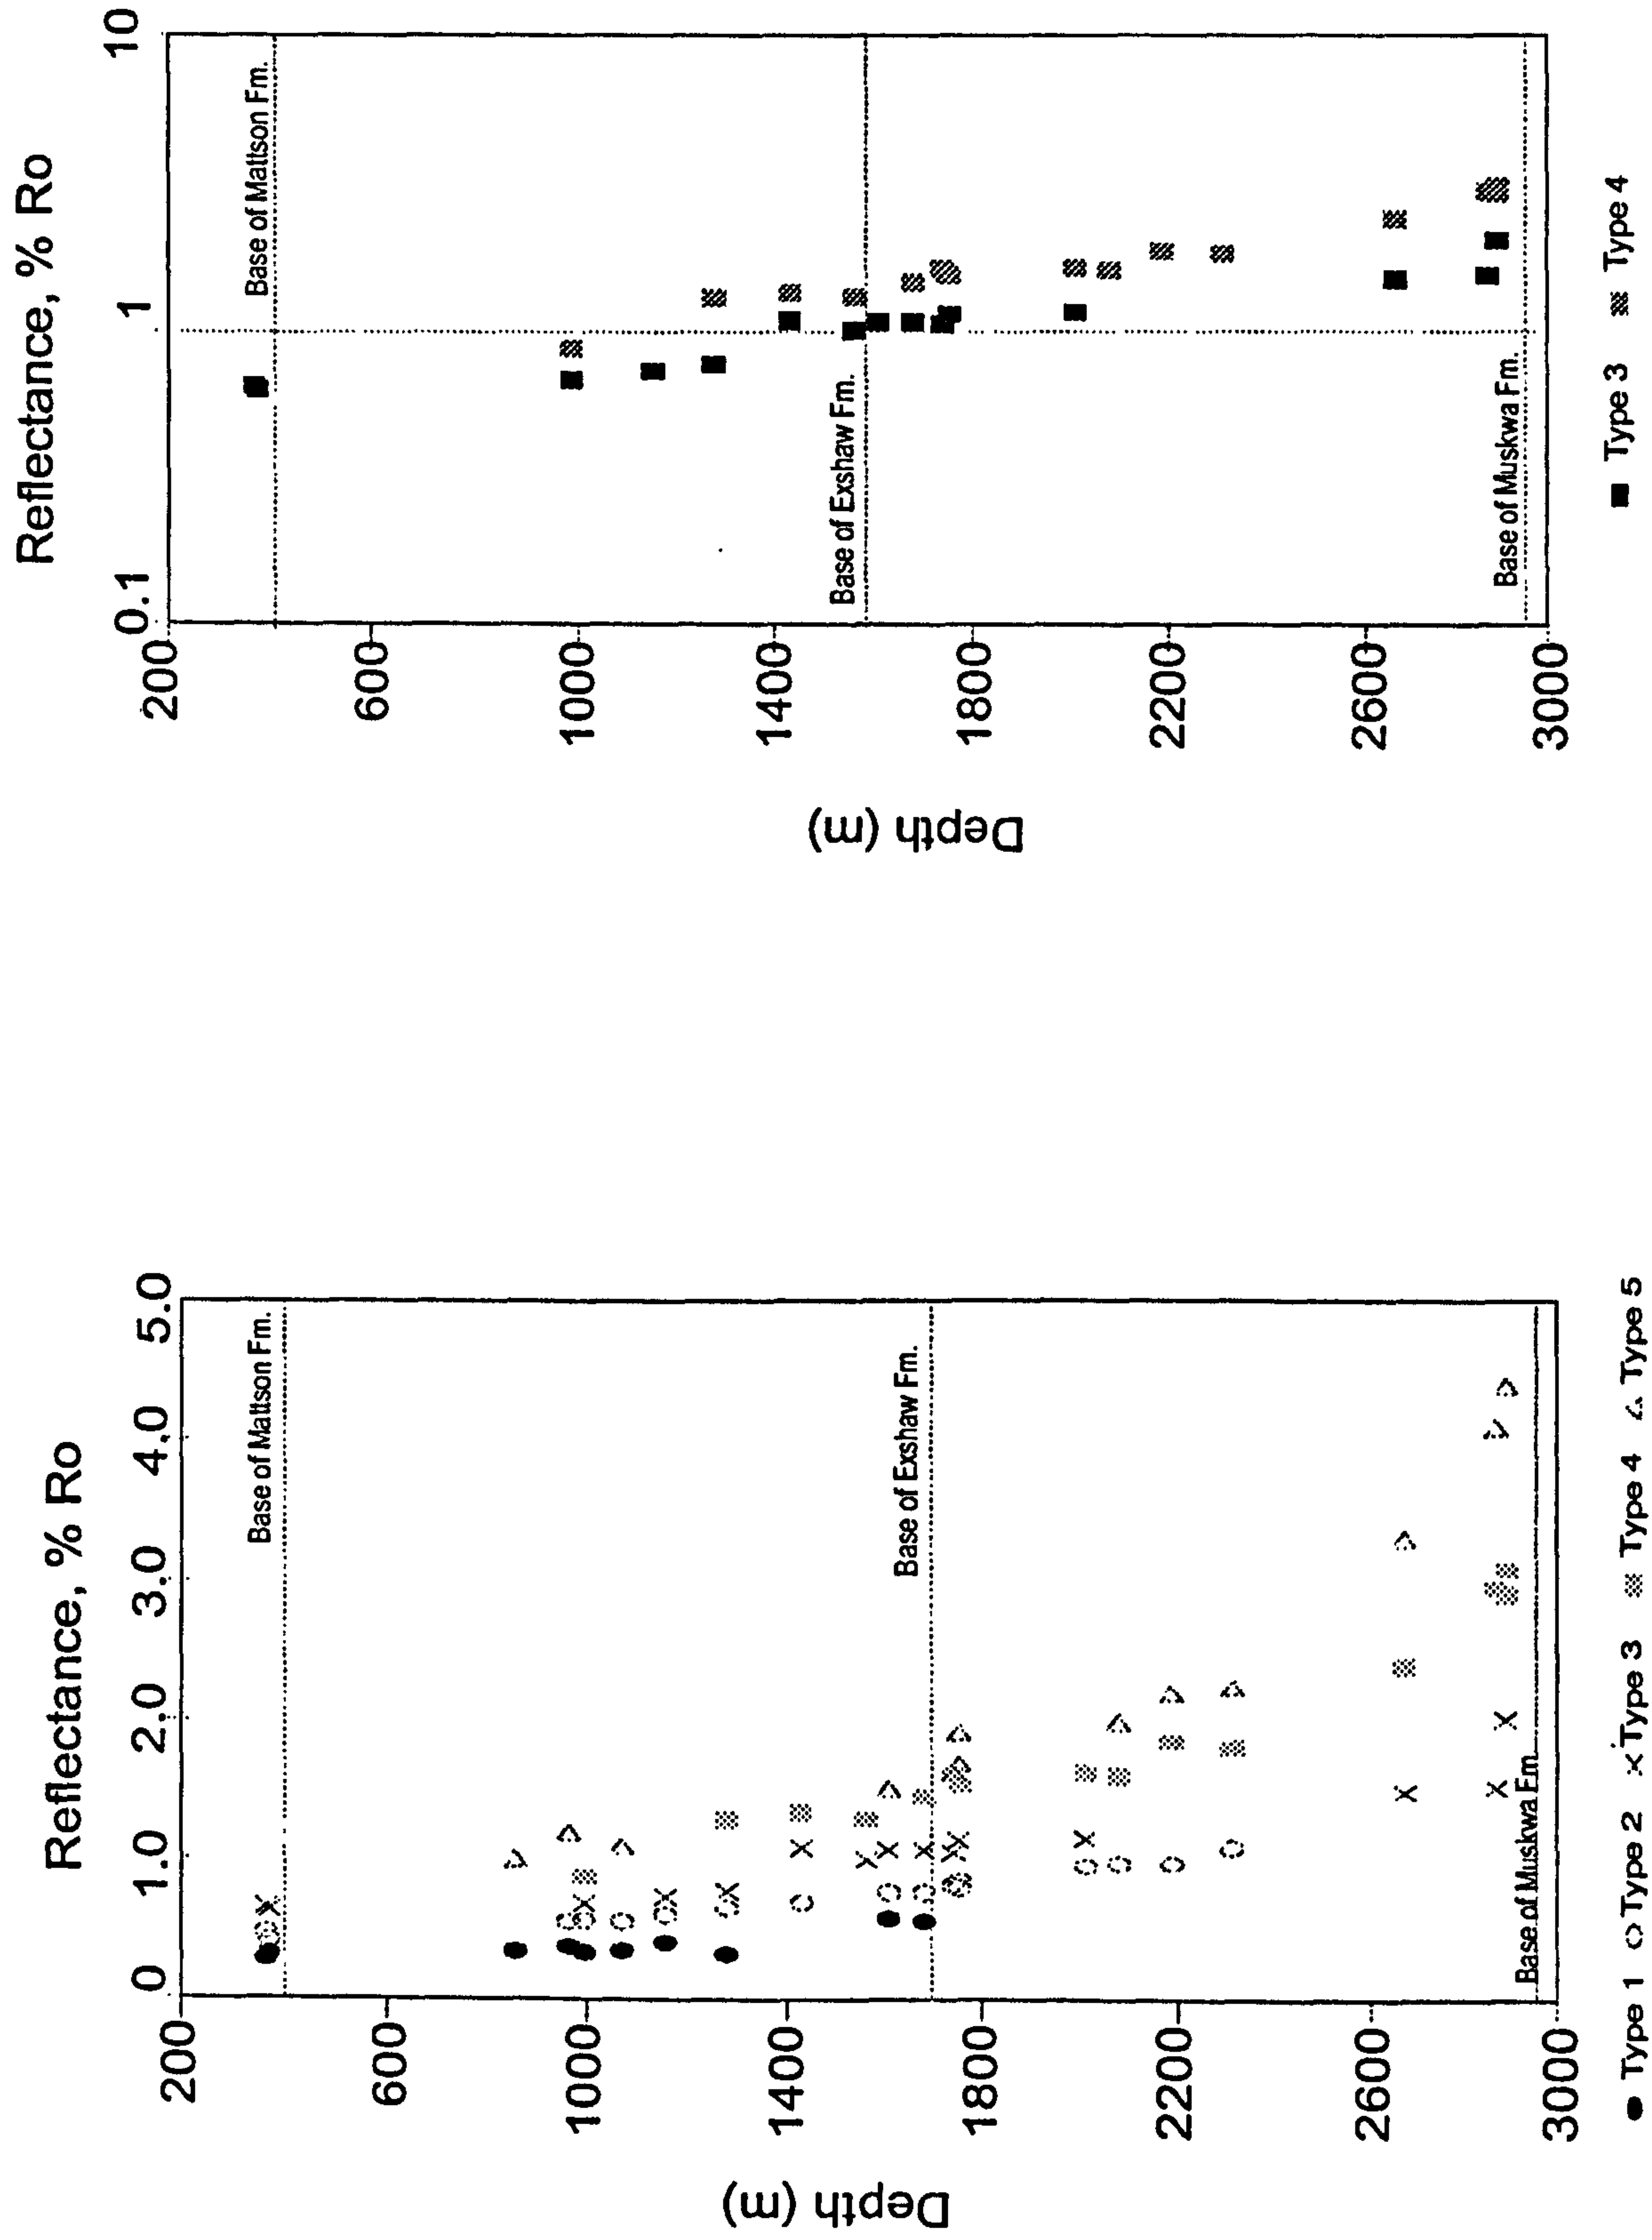 Reflectance, % Ro
0 1.0 2.0 3.0 4.0 5.0
200
600
1000
1400
1800
2200
2600
3000
Depth (m)
Base of Mattson Fm.
Base of Exshaw Fm.
Base of Muskwa Fm.
Type 1 Type 2 Type 3 Type 4 Type 5
Reflectance, % Ro
0.1 1 10
200
600
1000
1400
1800
2200
2600
3000
Depth (m)
Base of Mattson Fm.
Base of Exshaw Fm.
Base of Muskwa Fm.
Type 3 Type 4